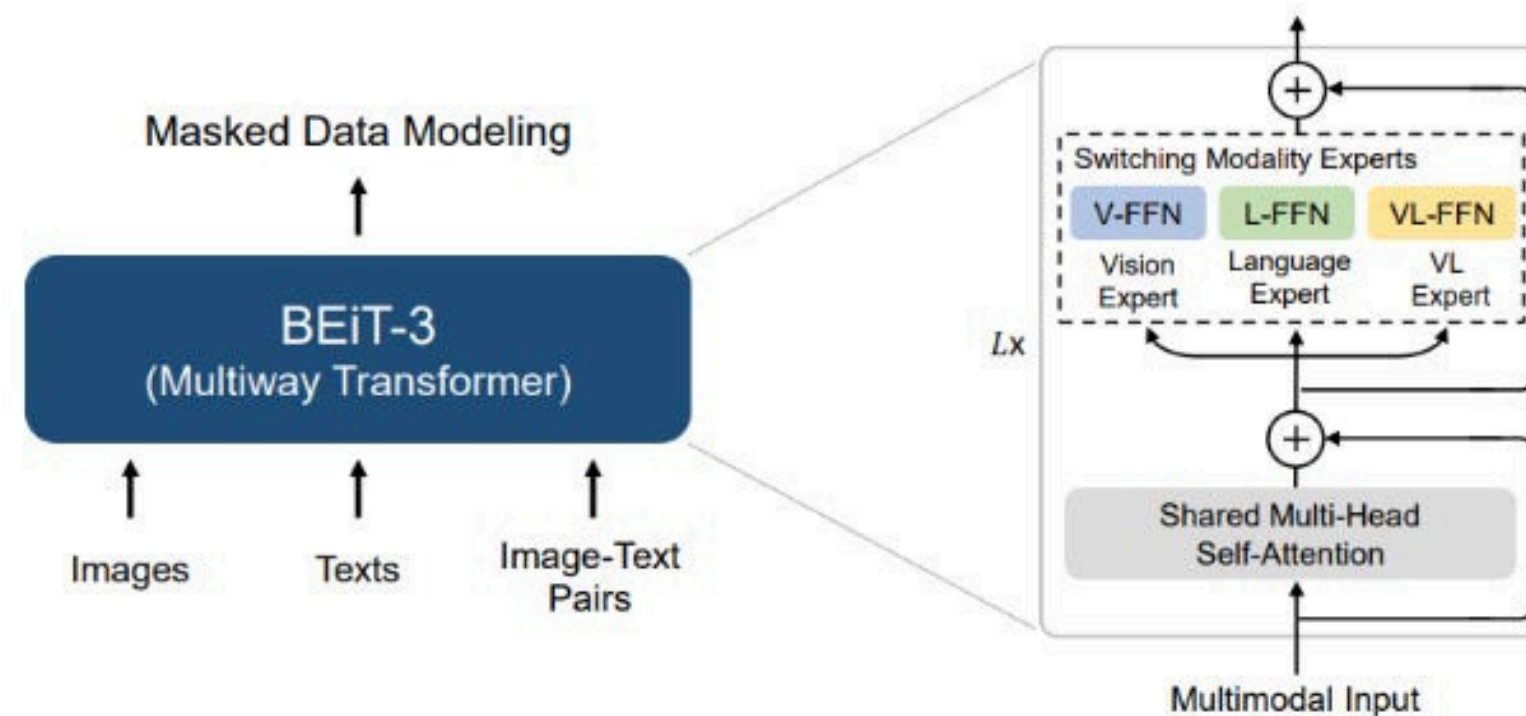 Masked Data Modeling
BEiT-3
(Multiway Transformer)
Images
Texts
Image-Text
Pairs
Lx
Switching Modality Experts
V-FFN
L-FFN
VL-FFN
Vision
Expert
Language
Expert
VL
Expert
Shared Multi-Head
Self-Attention
Multimodal Input